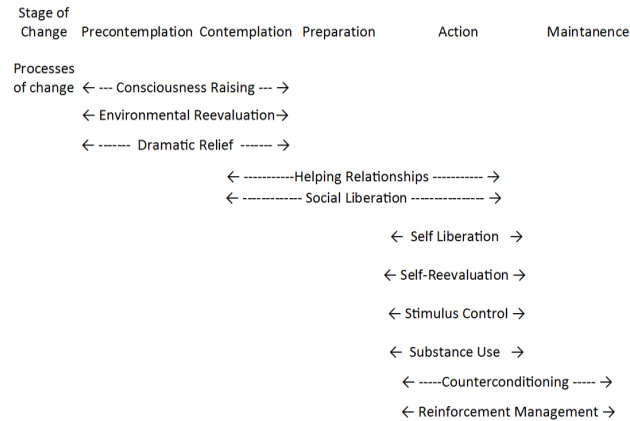 Stage of
Change Precontemplation Contemplation Preparation Action Maintanence
Processes
of change ← --- Consciousness Raising --- →
← Environmental Reevaluation→
← ------- Dramatic Relief ------- →
← -----------Helping Relationships ----------- →
← ------------- Social Liberation ---------------- →
← Self Liberation →
← Self-Reevaluation →
← Stimulus Control →
← Substance Use →
← -----Counterconditioning ----- →
← Reinforcement Management →